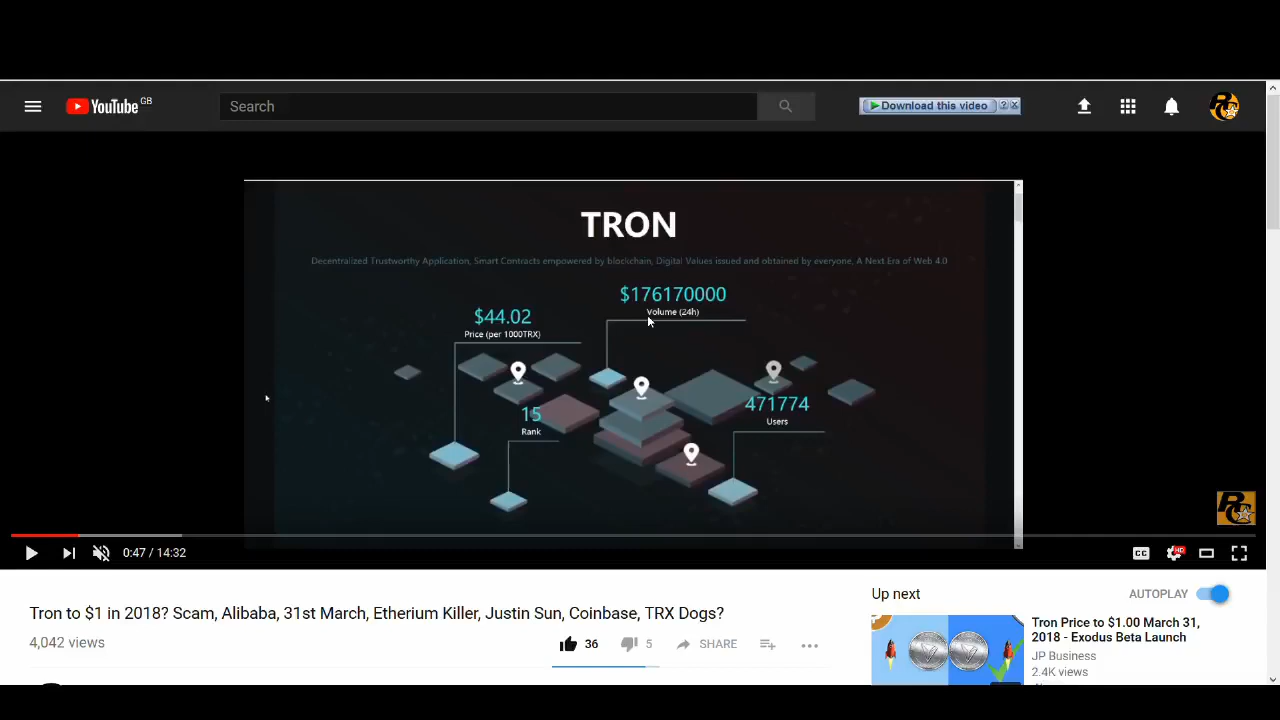 YouTube GB
Search
Download this video
TRON
Decentralized Trustworthy Application, Smart Contracts empowered by blockchain, Digital Values issued and obtained by everyone, A Next Era of Web 4.0
$176170000
Volume (24h)
$44.02
Price (per 1000TRX)
471774
Users
15
Rank
0:47 / 14:32
CC
HD
Tron to $1 in 2018? Scam, Alibaba, 31st March, Etherium Killer, Justin Sun, Coinbase, TRX Dogs?
4,042 views
36
5
SHARE
Up next
AUTOPLAY
Tron Price to $1.00 March 31,
2018 - Exodus Beta Launch
JP Business
2.4K views